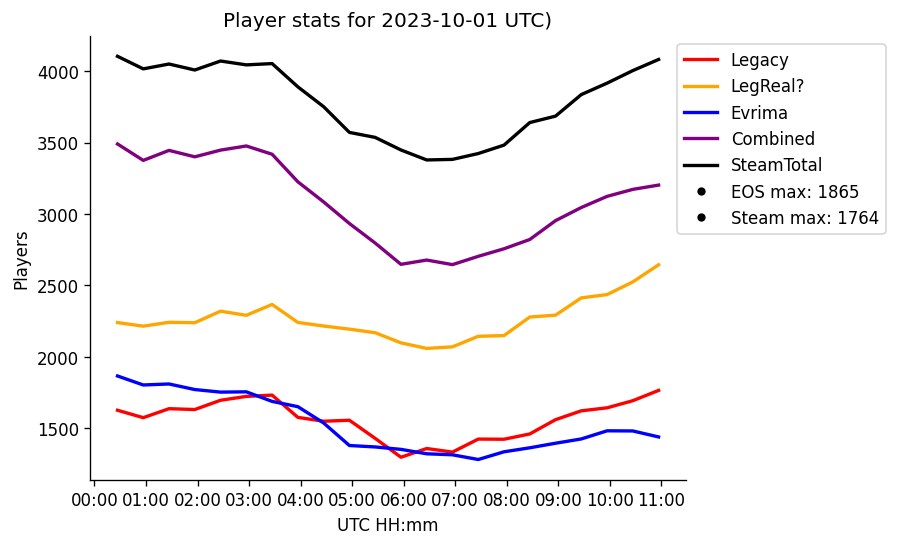 Player stats for 2023-10-01 UTC)
Legacy
LegReal?
Evrima
Combined
SteamTotal
EOS max: 1865
Steam max: 1764
Players
4000
3500
3000
2500
2000
1500
00:00 01:00 02:00 03:00 04:00 05:00 06:00 07:00 08:00 09:00 10:00 11:00
UTC HH:mm